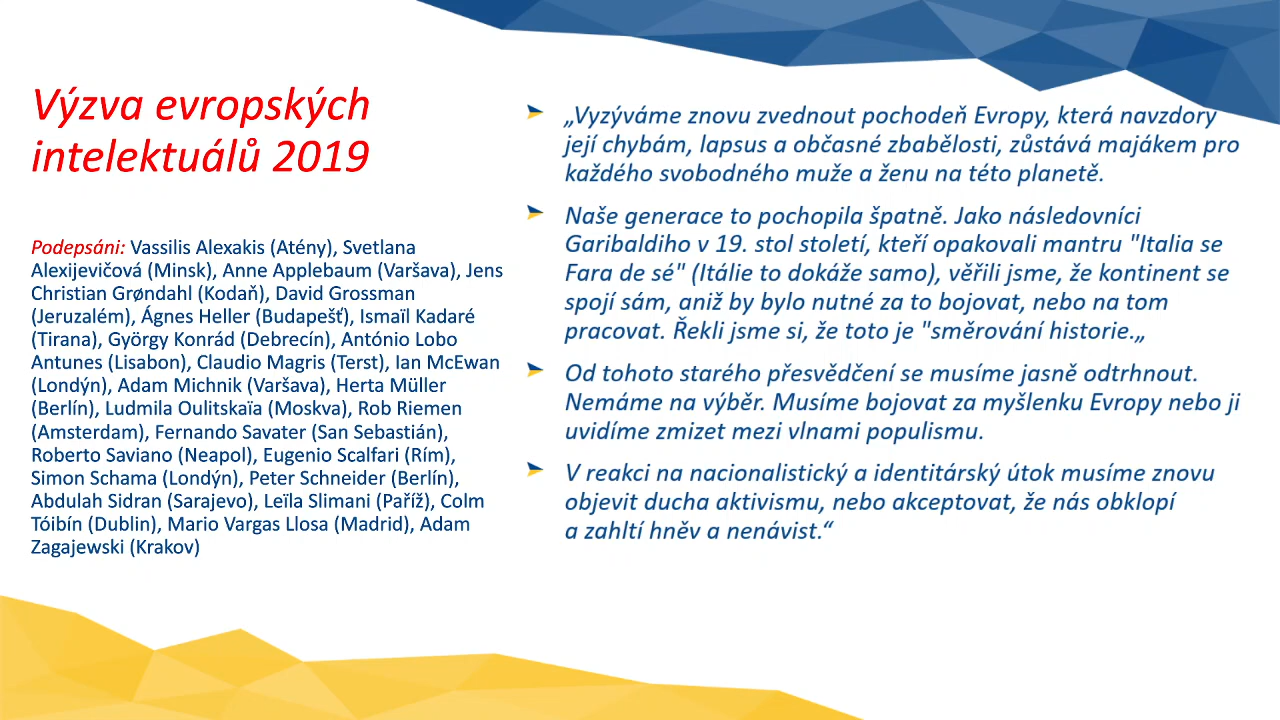 Výzva evropských
intelektuálů 2019
Podepsáni: Vassilis Alexakis (Atény), Svetlana
Alexijevičová (Minsk), Anne Applebaum (Varšava), Jens
Christian Grøndahl (Kodaň), David Grossman
(Jeruzalém), Ágnes Heller (Budapešť), Ismaïl Kadaré
(Tirana), György Konrád (Debrecín), António Lobo
Antunes (Lisabon), Claudio Magris (Terst), Ian McEwan
(Londýn), Adam Michnik (Varšava), Herta Müller
(Berlín), Ludmila Oulitskaïa (Moskva), Rob Riemen
(Amsterdam), Fernando Savater (San Sebastián),
Roberto Saviano (Neapol), Eugenio Scalfari (Rím),
Simon Schama (Londýn), Peter Schneider (Berlín),
Abdulah Sidran (Sarajevo), Leïla Slimani (Paříž), Colm
Tóibín (Dublin), Mario Vargas Llosa (Madrid), Adam
Zagajewski (Krakov)
„Vyzýváme znovu zvednout pochodeň Evropy, která navzdory
její chybám, lapsus a občasné zbabělosti, zůstává majákem pro
každého svobodného muže a ženu na této planetě.
Naše generace to pochopila špatně. Jako následovníci
Garibaldiho v 19. stol století, kteří opakovali mantru "Italia se
Fara de sé" (Itálie to dokáže samo), věřili jsme, že kontinent se
spojí sám, aniž by bylo nutné za to bojovat, nebo na tom
pracovat. Řekli jsme si, že toto je "směrování historie.„
Od tohoto starého přesvědčení se musíme jasně odtrhnout.
Nemáme na výběr. Musíme bojovat za myšlenku Evropy nebo ji
uvidíme zmizet mezi vlnami populismu.
V reakci na nacionalistický a identitárský útok musíme znovu
objevit ducha aktivismu, nebo akceptovat, že nás obklopí
a zahltí hněv a nenávist.“